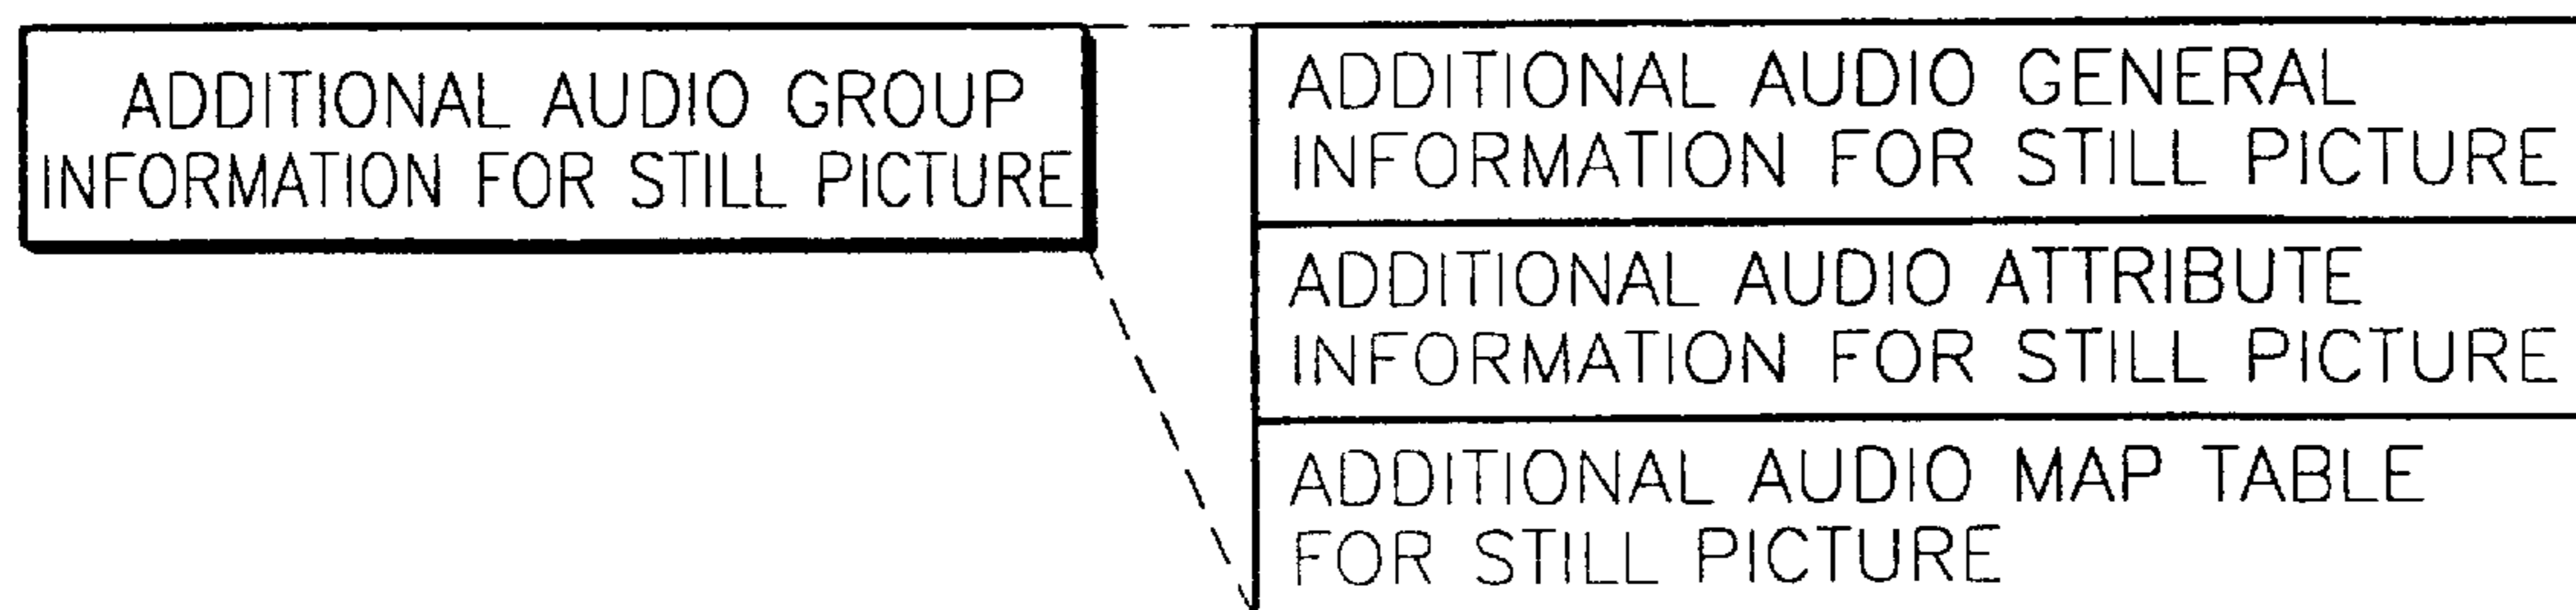 ADDITIONAL AUDIO GROUP
INFORMATION FOR STILL PICTURE
ADDITIONAL AUDIO GENERAL
INFORMATION FOR STILL PICTURE
ADDITIONAL AUDIO ATTRIBUTE
INFORMATION FOR STILL PICTURE
ADDITIONAL AUDIO MAP TABLE
FOR STILL PICTURE